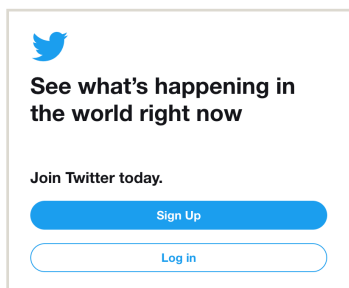 See what’s happening in
the world right now
Join Twitter today.
Sign Up
Log in